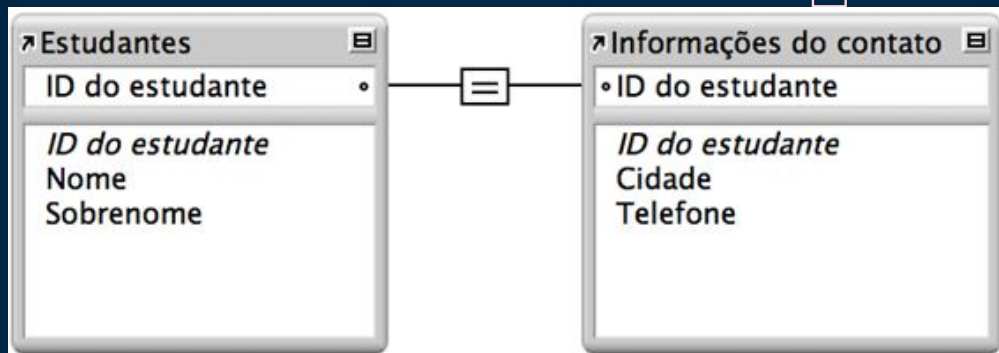 Estudantes
ID do estudante
ID do estudante
Nome
Sobrenome
=
Informações do contato
ID do estudante
ID do estudante
Cidade
Telefone